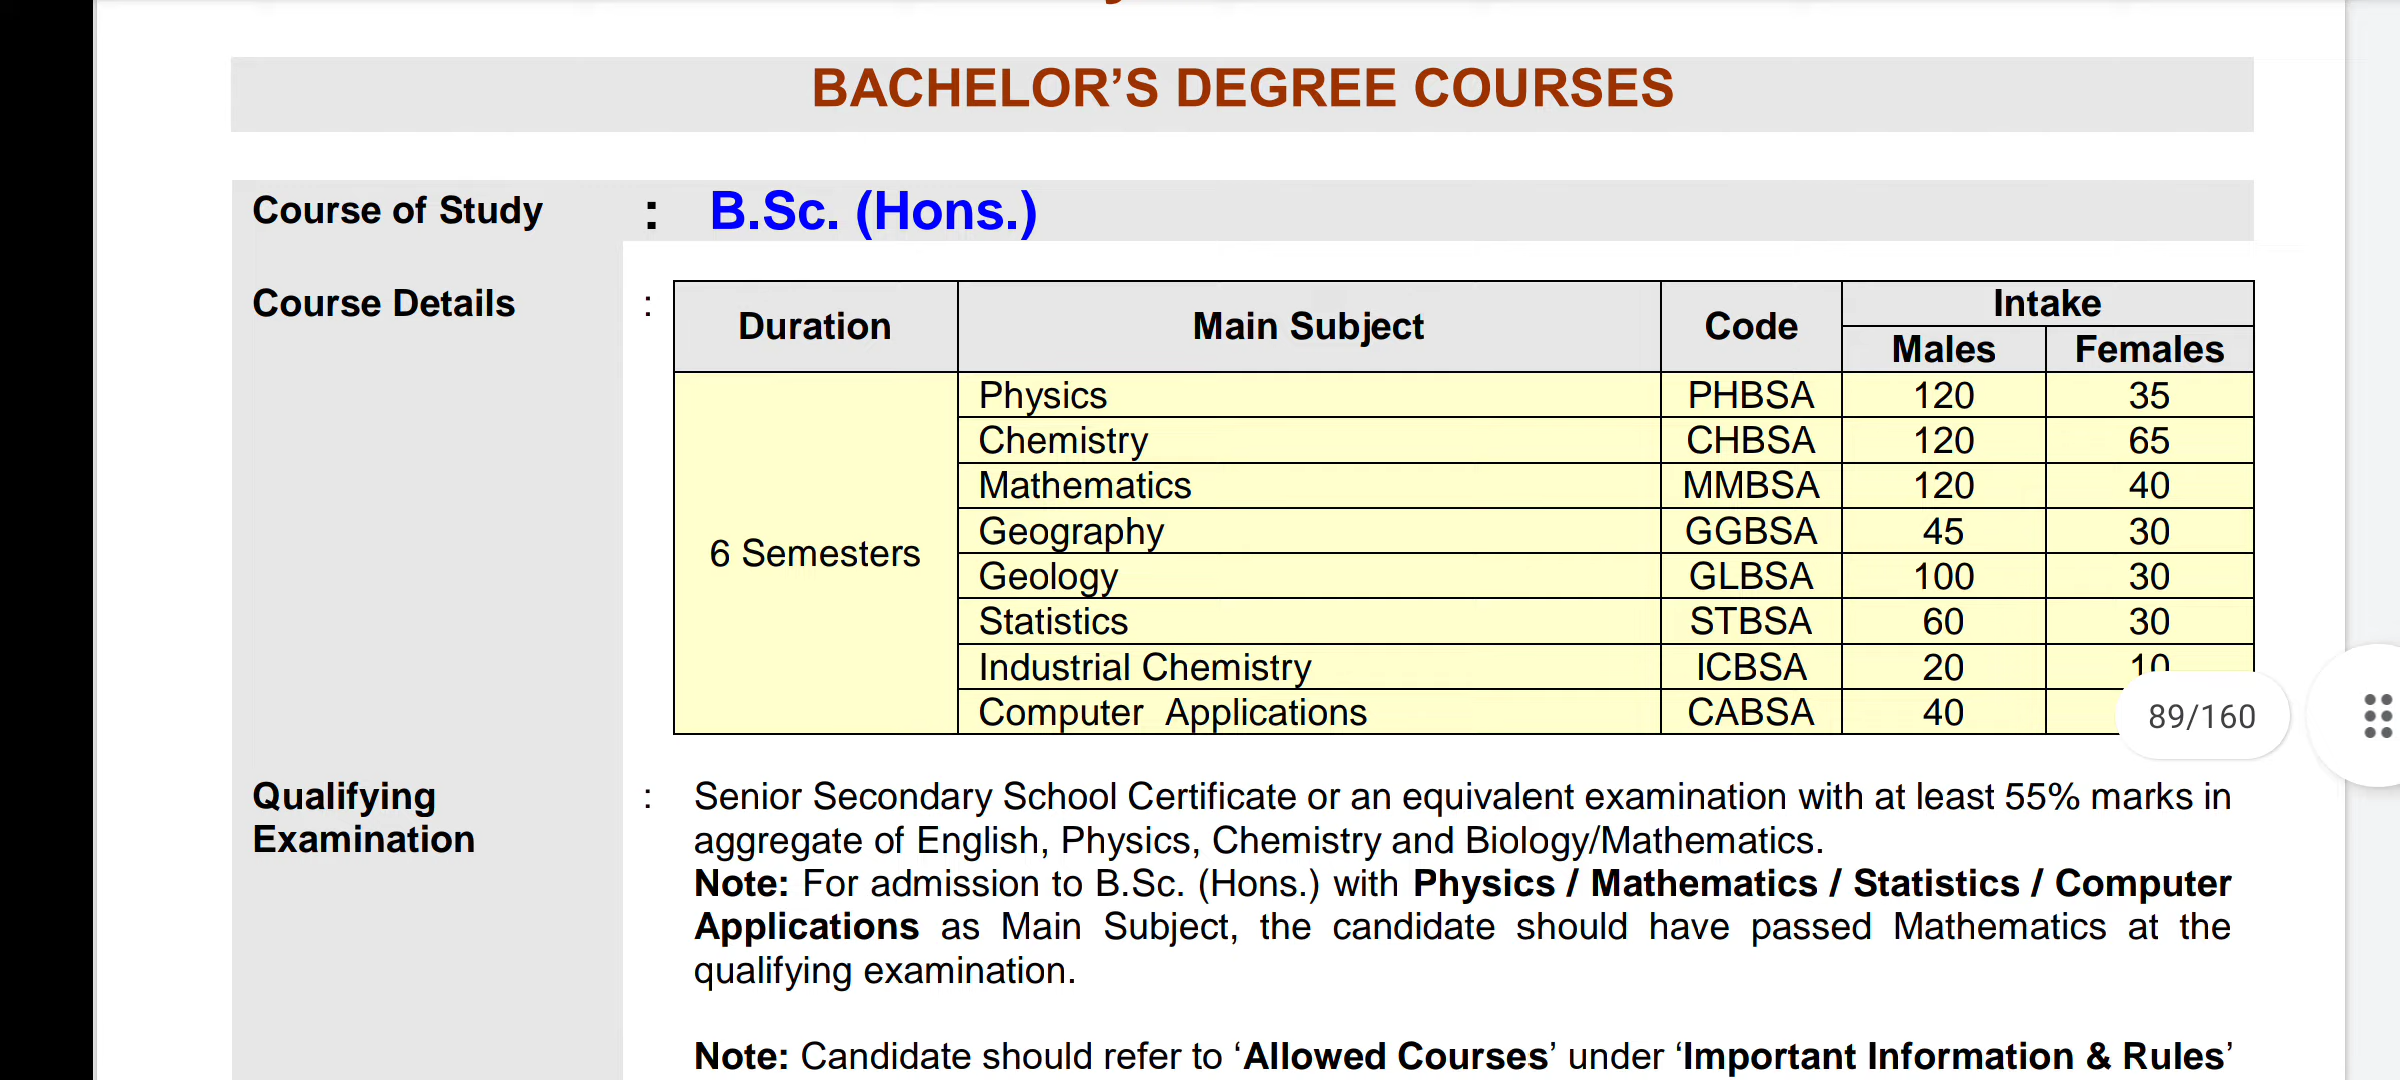 BACHELOR’S DEGREE COURSES
Course of Study : B.Sc. (Hons.)
Course Details :
Duration Main Subject Code Intake
Males Females
6 Semesters
Physics PHBSA 120 35
Chemistry CHBSA 120 65
Mathematics MMBSA 120 40
Geography GGBSA 45 30
Geology GLBSA 100 30
Statistics STBSA 60 30
Industrial Chemistry ICBSA 20 10
Computer Applications CABSA 40
89/160
Qualifying Examination : Senior Secondary School Certificate or an equivalent examination with at least 55% marks in
aggregate of English, Physics, Chemistry and Biology/Mathematics.
Note: For admission to B.Sc. (Hons.) with Physics / Mathematics / Statistics / Computer
Applications as Main Subject, the candidate should have passed Mathematics at the
qualifying examination.
Note: Candidate should refer to ‘Allowed Courses’ under ‘Important Information & Rules’